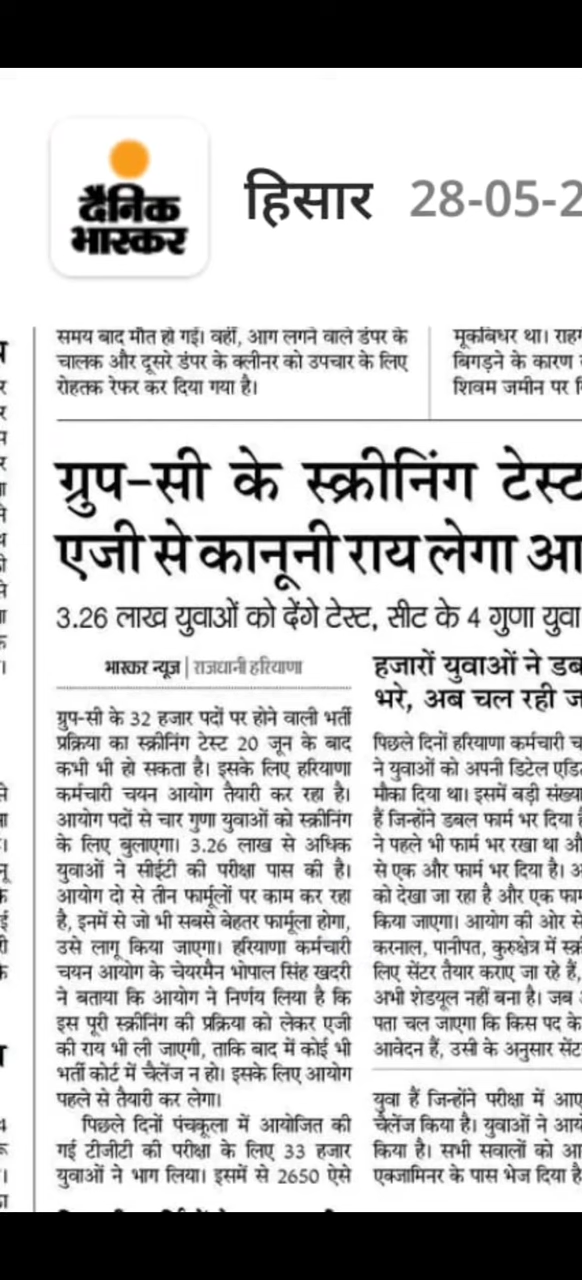 दैनिक
भास्कर
हिसार 28-05-2
समय बाद मौत हो गई। वहीं, आग लगने वाले डंपर के
चालक और दूसरे डंपर के क्लीनर को उपचार के लिए
रोहतक रेफर कर दिया गया है।
मूकबधिर था। राह
बिगड़ने के कारण
शिवम जमीन पर
ग्रुप-सी के स्क्रीनिंग टेस्ट
एजी से कानूनी राय लेगा आ
3.26 लाख युवाओं को देंगे टेस्ट, सीट के 4 गुणा युवा
भास्कर न्यूज | राजधानी हरियाणा
ग्रुप-सी के 32 हजार पदों पर होने वाली भर्ती
प्रक्रिया का स्क्रीनिंग टेस्ट 20 जून के बाद
कभी भी हो सकता है। इसके लिए हरियाणा
कर्मचारी चयन आयोग तैयारी कर रहा है।
आयोग पदों से चार गुणा युवाओं को स्क्रीनिंग
के लिए बुलाएगा। 3.26 लाख से अधिक
युवाओं ने सीईटी की परीक्षा पास की है।
आयोग दो से तीन फार्मूलों पर काम कर रहा
है, इनमें से जो भी सबसे बेहतर फार्मूला होगा,
उसे लागू किया जाएगा। हरियाणा कर्मचारी
चयन आयोग के चेयरमैन भोपाल सिंह खदरी
ने बताया कि आयोग ने निर्णय लिया है कि
इस पूरी स्क्रीनिंग की प्रक्रिया को लेकर एजी
की राय भी ली जाएगी, ताकि बाद में कोई भी
भर्ती कोर्ट में चैलेंज न हो। इसके लिए आयोग
पहले से तैयारी कर लेगा।
पिछले दिनों पंचकूला में आयोजित की
गई टीजीटी की परीक्षा के लिए 33 हजार
युवाओं ने भाग लिया। इसमें से 2650 ऐसे
हजारों युवाओं ने डब
भरे, अब चल रही ज
पिछले दिनों हरियाणा कर्मचारी च
ने युवाओं को अपनी डिटेल एडि
मौका दिया था। इसमें बड़ी संख्या
हैं जिन्होंने डबल फार्म भर दिया है
ने पहले भी फार्म भर रखा था औ
से एक और फार्म भर दिया है। अ
को देखा जा रहा है और एक फा
किया जाएगा। आयोग की ओर से
करनाल, पानीपत, कुरुक्षेत्र में स्क्र
लिए सेंटर तैयार कराए जा रहे हैं,
अभी शेडयूल नहीं बना है। जब
पता चल जाएगा कि किस पद के
आवेदन हैं, उसी के अनुसार सेंट
युवा हैं जिन्होंने परीक्षा में आए
चैलेंज किया है। युवाओं ने आय
किया है। सभी सवालों को आ
एक्जामिनर के पास भेज दिया है